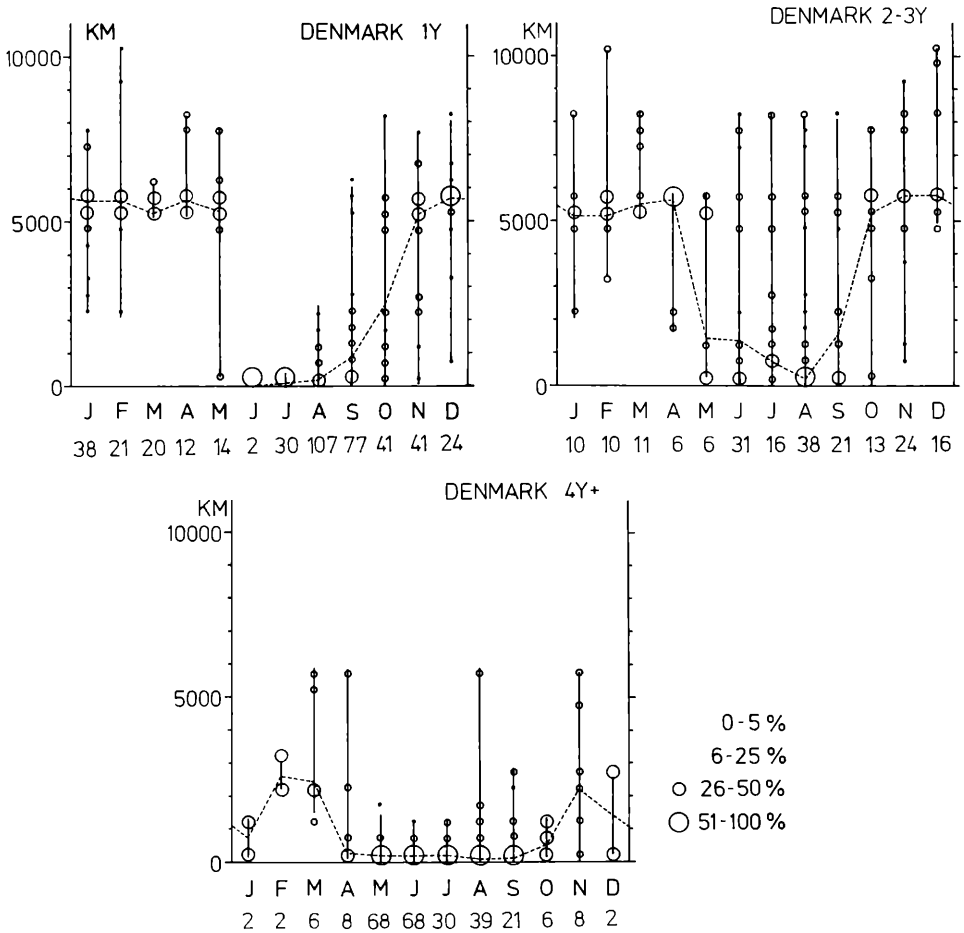 KM DENMARK 1Y
10000
5000
0
J F M A M J J A S O N D
38 21 20 12 14 2 30 107 77 41 41 24
KM DENMARK 2-3Y
10000
5000
0
J F M A M J J A S O N D
10 10 11 6 6 31 16 38 21 13 24 16
DENMARK 4Y+
KM
10000
5000
0
J F M A M J J A S O N D
2 2 6 8 68 68 30 39 21 6 8 2
0-5 %
6-25 %
26-50 %
51-100 %